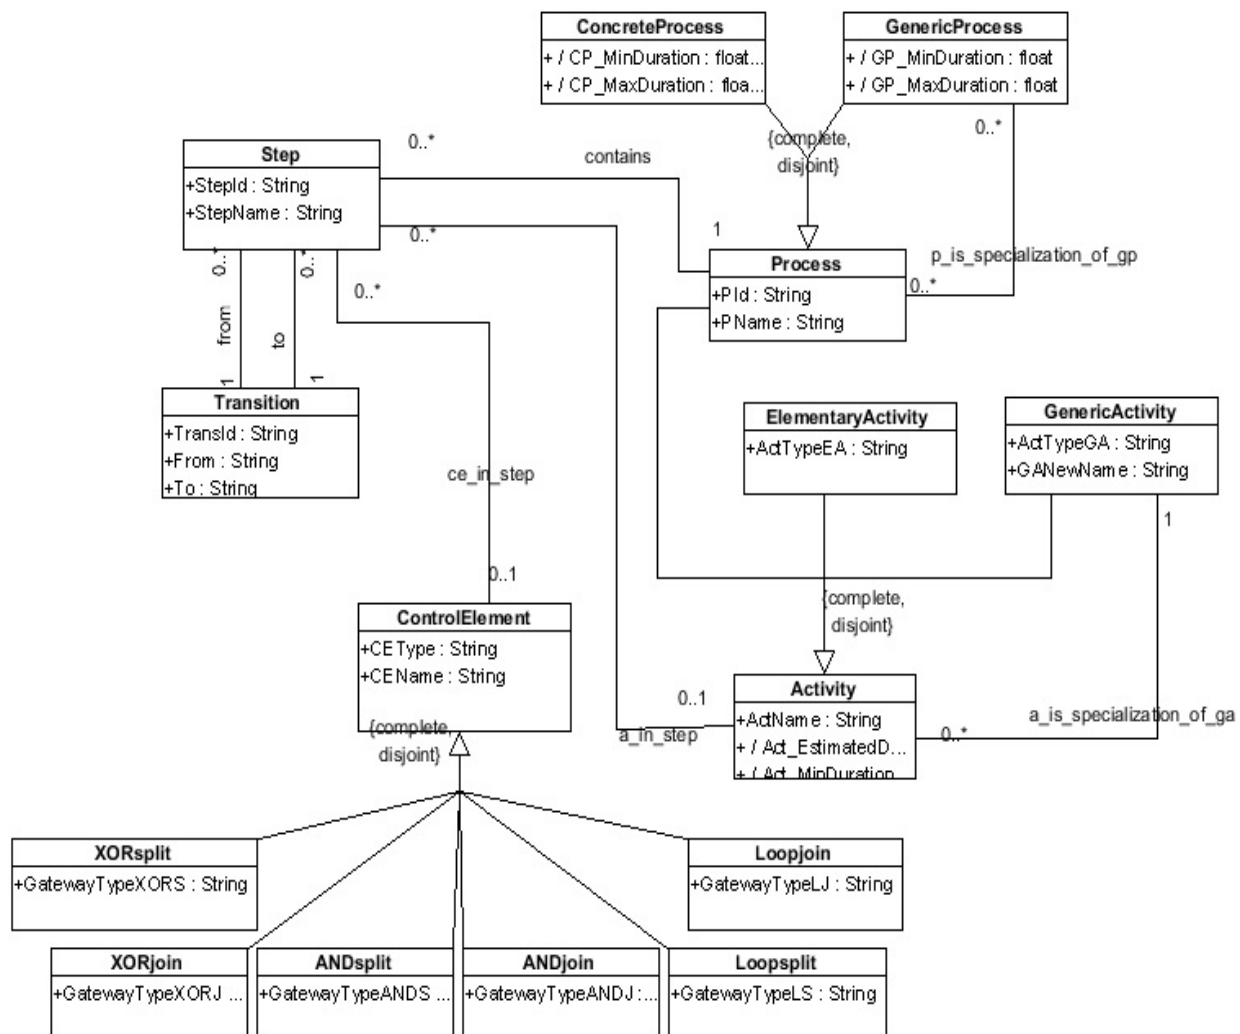 ConcreteProcess
+ / CP_MinDuration : float...
+ / CP_MaxDuration : floa...
GenericProcess
+ / GP_MinDuration : float
+ / GP_MaxDuration : float
0..*
{complete,
disjoint}
0..*
contains
Step
+StepId : String
+StepName : String
0..*
1
p_is_specialization_of_gp
Process
+PId : String
+PName : String
0..*
0..*
0..*
0..*
from
to
1
1
Transition
+TransId : String
+From : String
+To : String
ElementaryActivity
+ActTypeEA : String
GenericActivity
+ActTypeGA : String
+GANewName : String
ce_in_step
1
0..1
{complete,
disjoint}
ControlElement
+CEType : String
+CEName : String
Activity
+ActName : String
+ / Act_EstimatedD...
+ / Act_MinDuration
0..1
a_in_step
a_is_specialization_of_ga
0..*
{complete,
disjoint}
XORsplit
+GatewayTypeXORS : String
Loopjoin
+GatewayTypeLJ : String
XORjoin
+GatewayTypeXORJ ...
ANDsplit
+GatewayTypeANDS ...
ANDjoin
+GatewayTypeANDJ :...
Loopsplit
+GatewayTypeLS : String